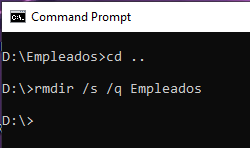 Command Prompt
D:\Empleados>cd ..
D:\>rmdir /s /q Empleados
D:\>